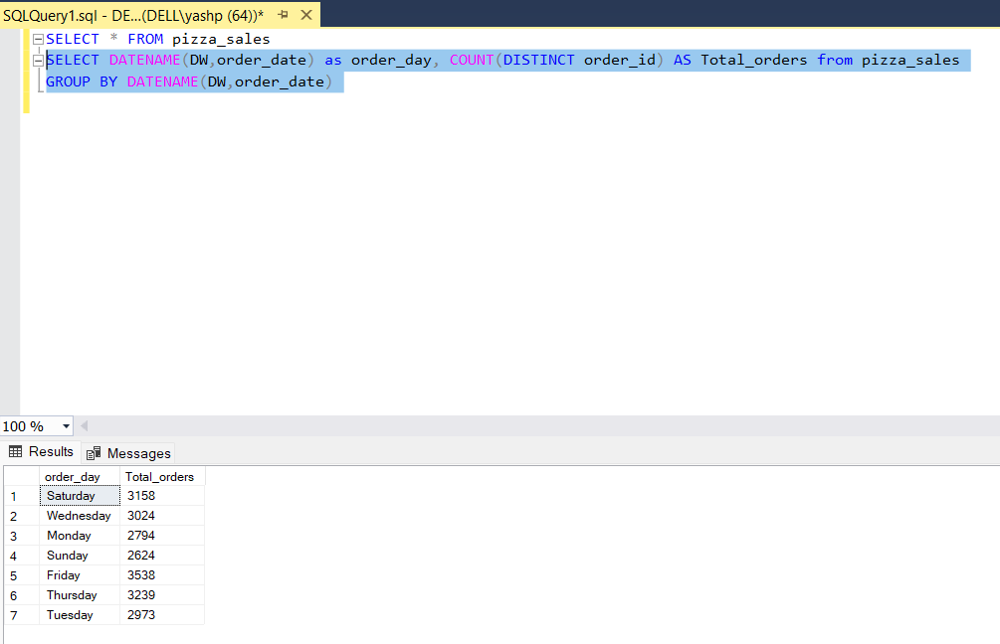 SQLQuery1.sql - DE...(DELL\yashp (64))*
SELECT * FROM pizza_sales
SELECT DATENAME(DW,order_date) as order_day, COUNT(DISTINCT order_id) AS Total_orders from pizza_sales
GROUP BY DATENAME(DW,order_date)
100 %
Results Messages
order_day Total_orders
1 Saturday 3158
2 Wednesday 3024
3 Monday 2794
4 Sunday 2624
5 Friday 3538
6 Thursday 3239
7 Tuesday 2973